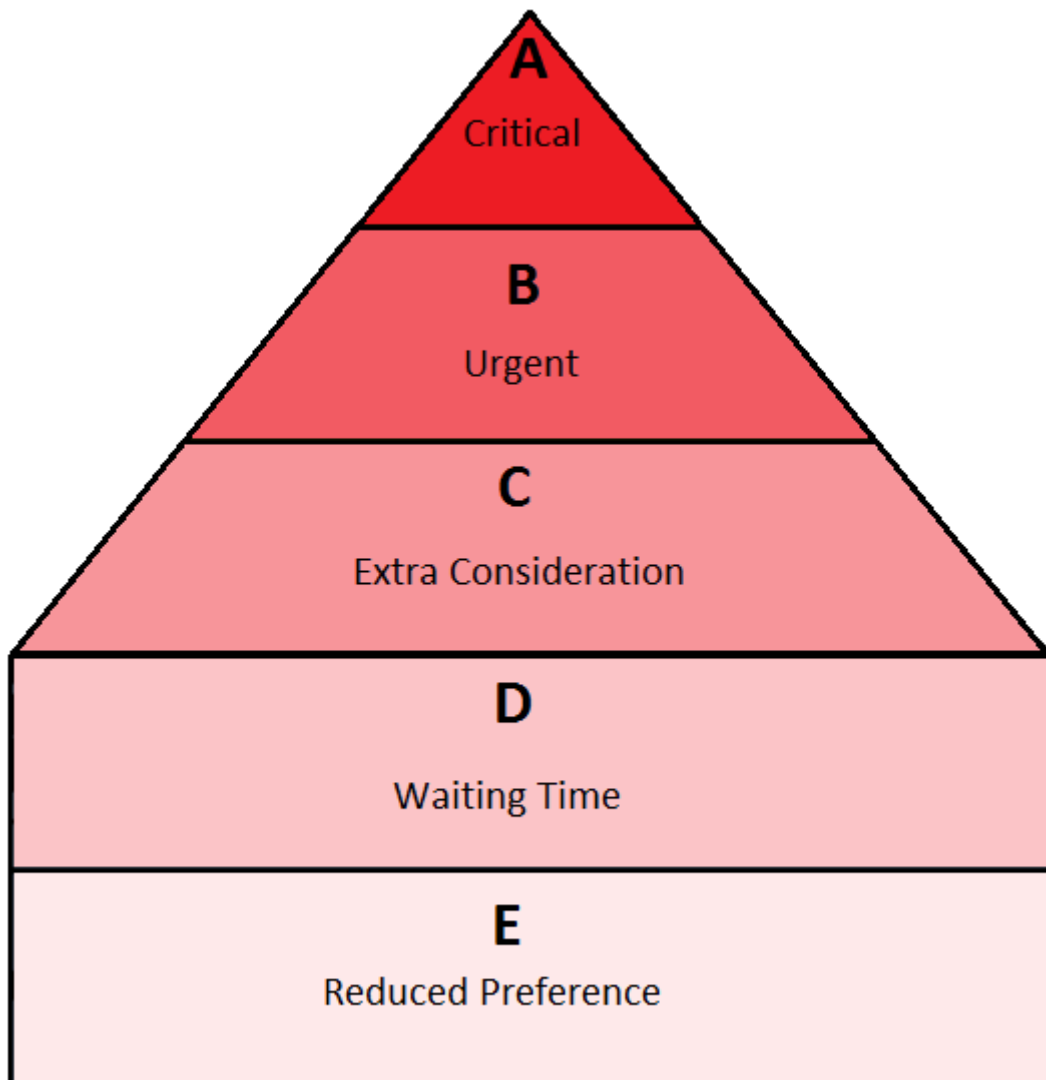 A
Critical
B
Urgent
C
Extra Consideration
D
Waiting Time
E
Reduced Preference